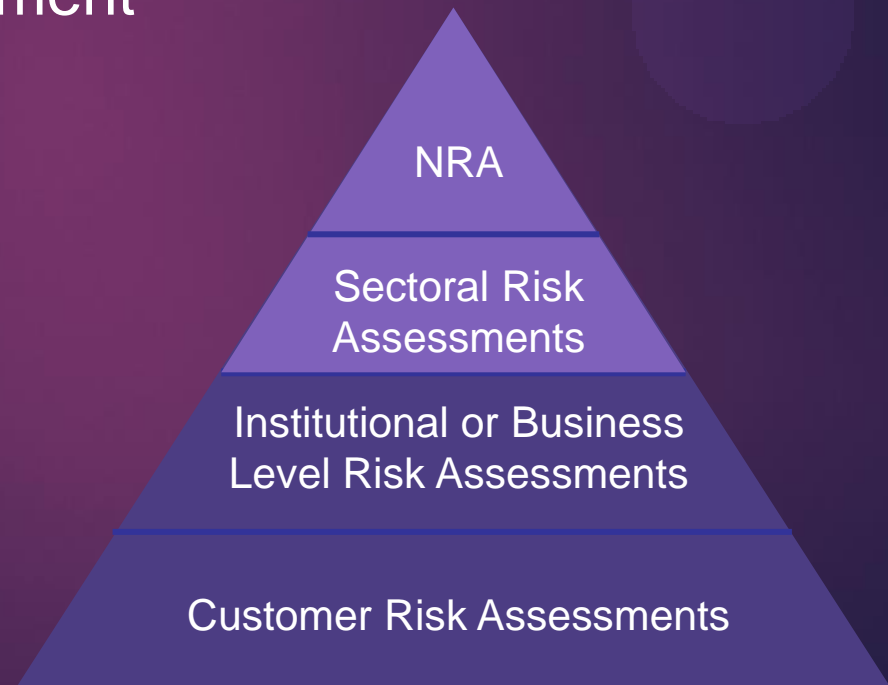 NRA
Sectoral Risk
Assessments
Institutional or Business
Level Risk Assessments
Customer Risk Assessments